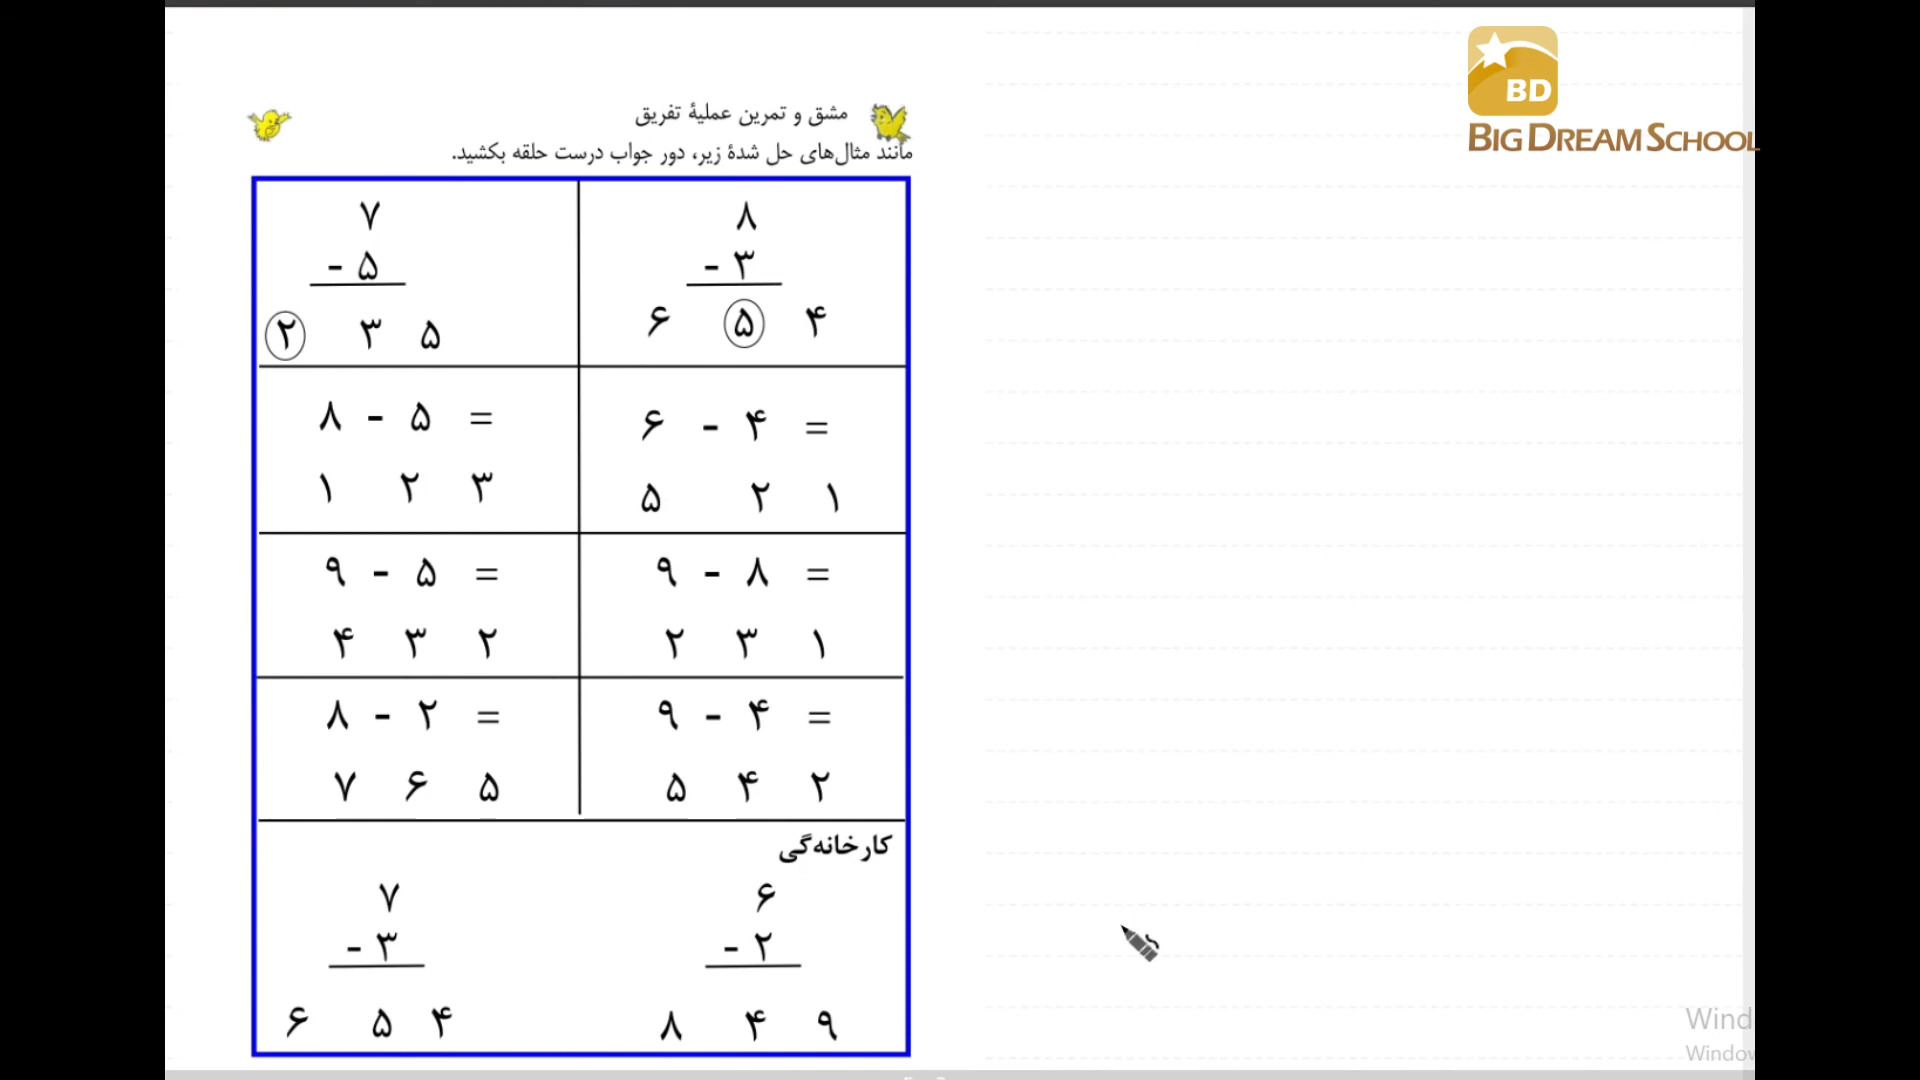 BD
BIG DREAM SCHOOL
مشق و تمرین عملیهٔ تفریق
مانند مثال‌های حل شدهٔ زیر، دور جواب درست حلقه بکشید.
۸
- ۳
۶ ۵ ۴
۷
- ۵
۲ ۳ ۵
۶ - ۴ =
۵ ۲ ۱
۸ - ۵ =
۱ ۲ ۳
۹ - ۸ =
۲ ۳ ۱
۹ - ۵ =
۴ ۳ ۲
۹ - ۴ =
۵ ۴ ۲
۸ - ۲ =
۷ ۶ ۵
کارخانه‌گی
۶
- ۲
۸ ۴ ۹
۷
- ۳
۶ ۵ ۴
Wind
Window